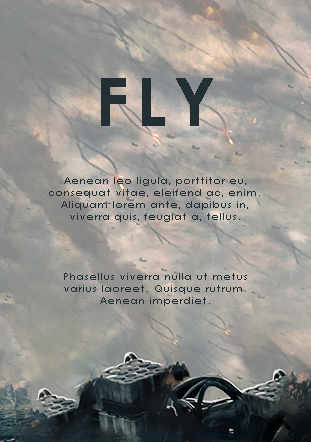 FLY
Aenean leo ligula, porttitor eu,
consequat vitae, eleifend ac, enim.
Aliquam lorem ante, dapibus in,
viverra quis, feugiat a, tellus.
Phasellus viverra nulla ut metus
varius laoreet. Quisque rutrum.
Aenean imperdiet.